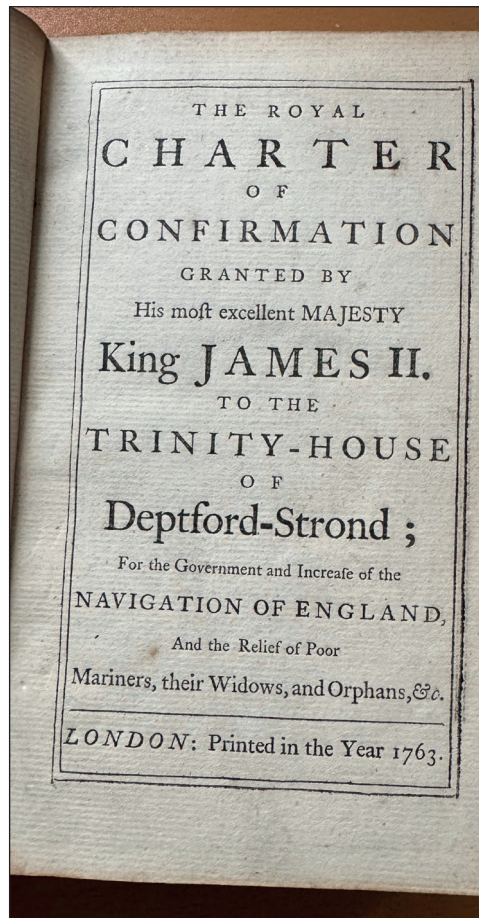 THE ROYAL
CHARTER
OF
CONFIRMATION
GRANTED BY
His moſt excellent MAJESTY
King JAMES II.
TO THE
TRINITY-HOUSE
OF
Deptford-Strond ;
For the Government and Increaſe of the
NAVIGATION OF ENGLAND,
And the Relief of Poor
Mariners, their Widows, and Orphans, &c.
LONDON: Printed in the Year 1763.